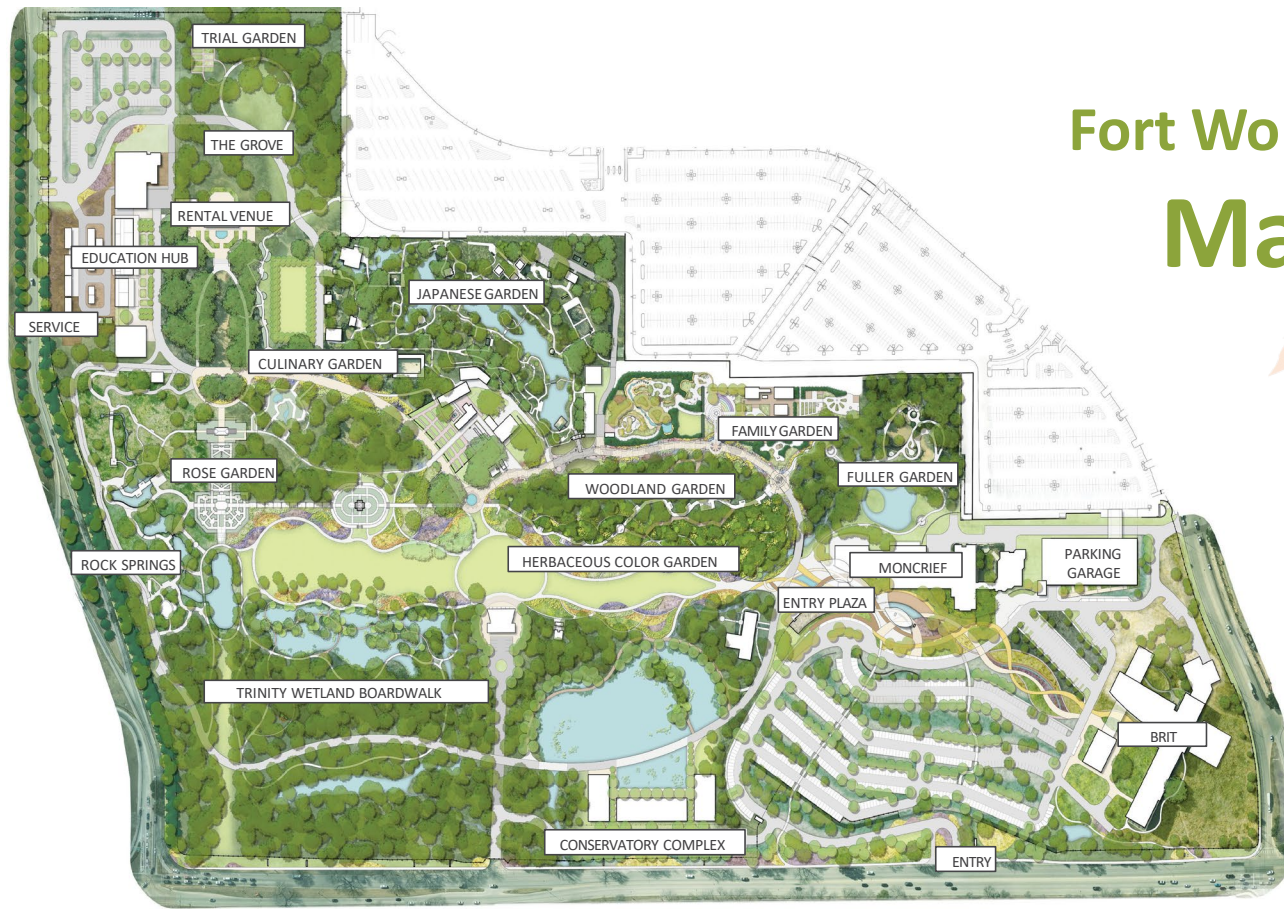 TRIAL GARDEN
Fort Wo
THE GROVE
Ma
RENTAL VENUE
EDUCATION HUB
JAPANESE GARDEN
SERVICE
CULINARY GARDEN
FAMILY GARDEN
ROSE GARDEN
FULLER GARDEN
WOODLAND GARDEN
ROCK SPRINGS
HERBACEOUS COLOR GARDEN
MONCRIEF
PARKING
GARAGE
ENTRY PLAZA
TRINITY WETLAND BOARDWALK
BRIT
CONSERVATORY COMPLEX
ENTRY